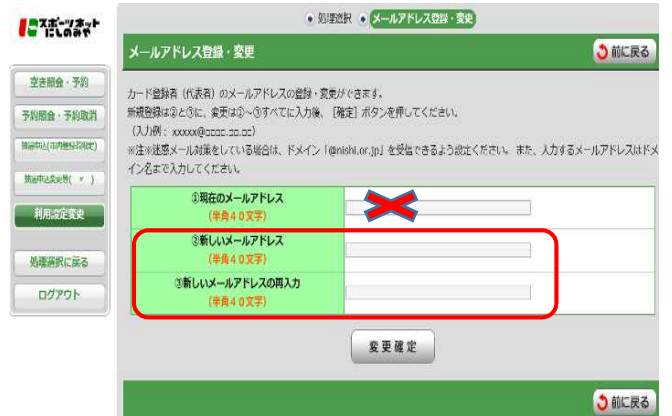 スポーツネット
にしのみや
処理選択 メールアドレス登録・変更
メールアドレス登録・変更
前に戻る
空き照会・予約
予約照会・予約取消
利用設定変更
処理選択に戻る
ログアウト
カード登録者（代表者）のメールアドレスの登録・変更ができます。
新規登録は②と③に、変更は①～③すべてに入力後、［確定］ボタンを押してください。
（入力例：xxxxx@cccc.cc.cc）
※注※迷惑メール対策をしている場合は、ドメイン「@nishi.or.jp」を受信できるよう設定ください。また、入力するメールアドレスはドメ
イン名まで入力してください。
①現在のメールアドレス
（半角４０文字）
②新しいメールアドレス
（半角４０文字）
③新しいメールアドレスの再入力
（半角４０文字）
変更確定
前に戻る